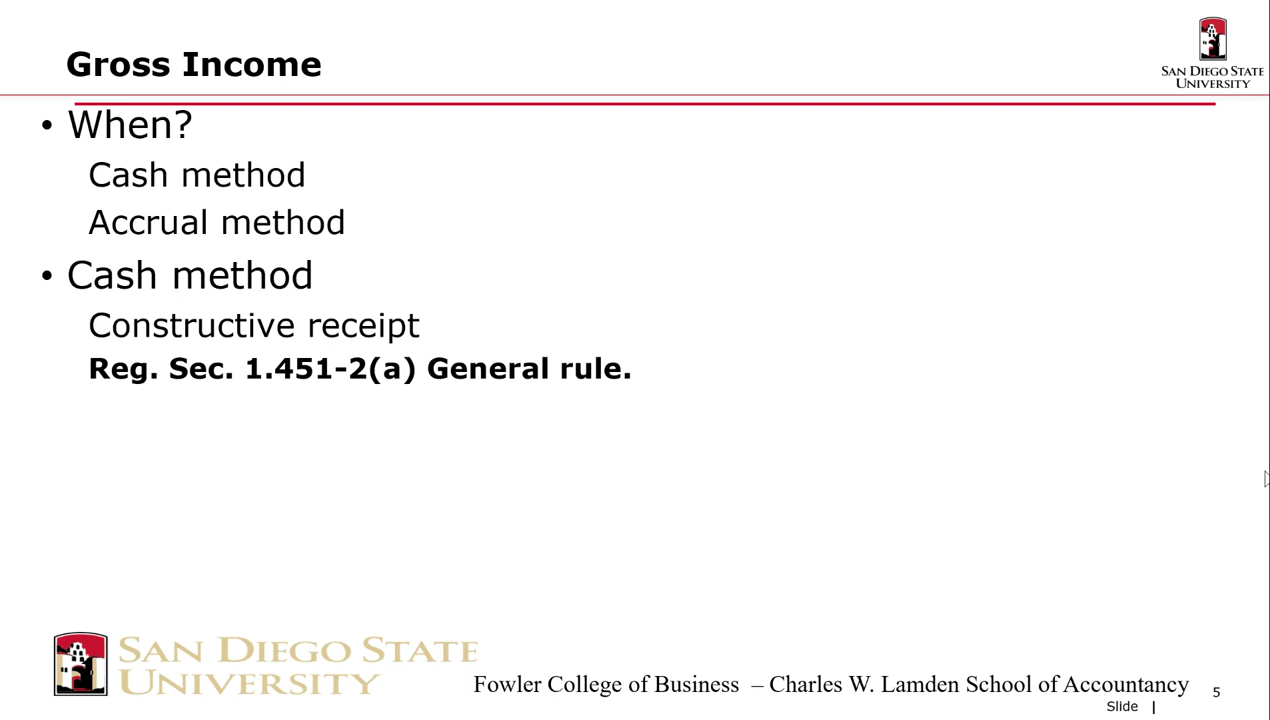 Gross Income
SAN DIEGO STATE
UNIVERSITY
• When?
Cash method
Accrual method
• Cash method
Constructive receipt
Reg. Sec. 1.451-2(a) General rule.
SAN DIEGO STATE
UNIVERSITY
Fowler College of Business – Charles W. Lamden School of Accountancy
5
Slide |